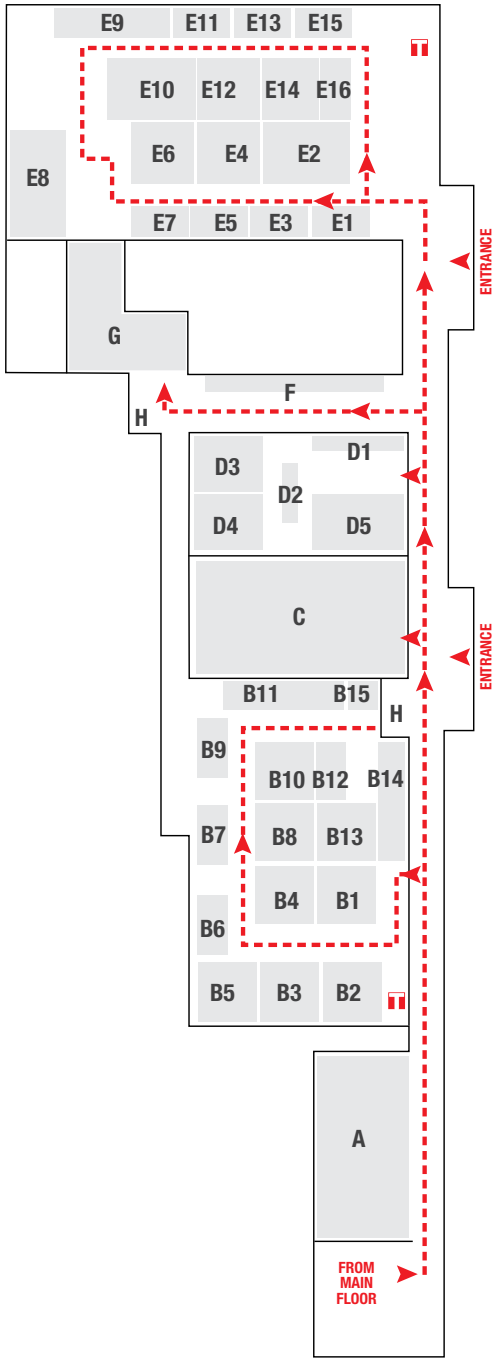 E9 E11 E13 E15
E10 E12 E14 E16
E6 E4 E2
E8
E7 E5 E3 E1
ENTRANCE
G
F
H
D1
D3
D2
D4 D5
C
ENTRANCE
B11 B15
H
B9
B10 B12 B14
B7 B8 B13
B4 B1
B6
B5 B3 B2
A
FROM
MAIN
FLOOR